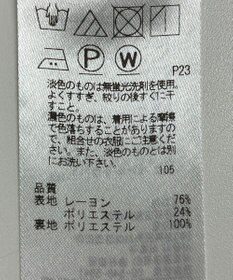 P
W
P23
淡色のものは無蛍光洗剤を使用。
よくすすぎ、絞りの後すぐに干
すこと。
濃色のものは、着用による摩擦
で色落ちすることがありますの
で、組合せの衣服にご注意くだ
さい。また、淡色のものとは別
にお洗い下さい。
105
品質
表地 レーヨン 76%
ポリエステル 24%
裏地 ポリエステル 100%